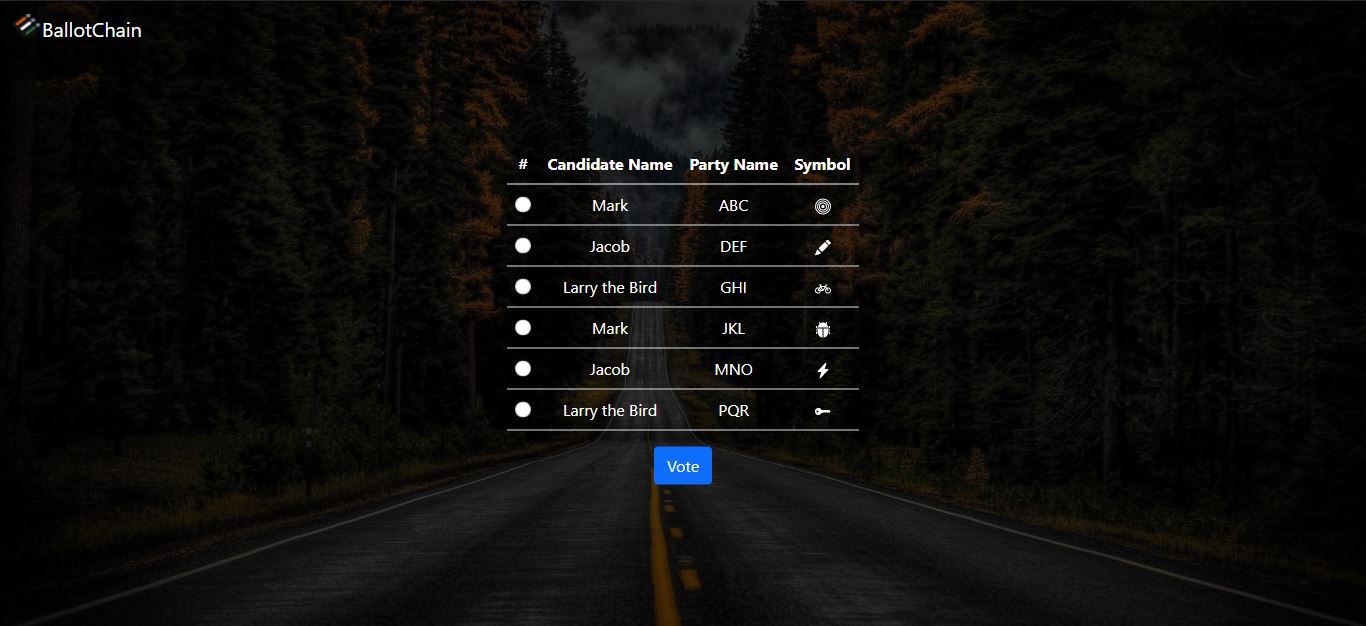 BallotChain
# Candidate Name Party Name Symbol
Mark ABC
Jacob DEF
Larry the Bird GHI
Mark JKL
Jacob MNO
Larry the Bird PQR
Vote